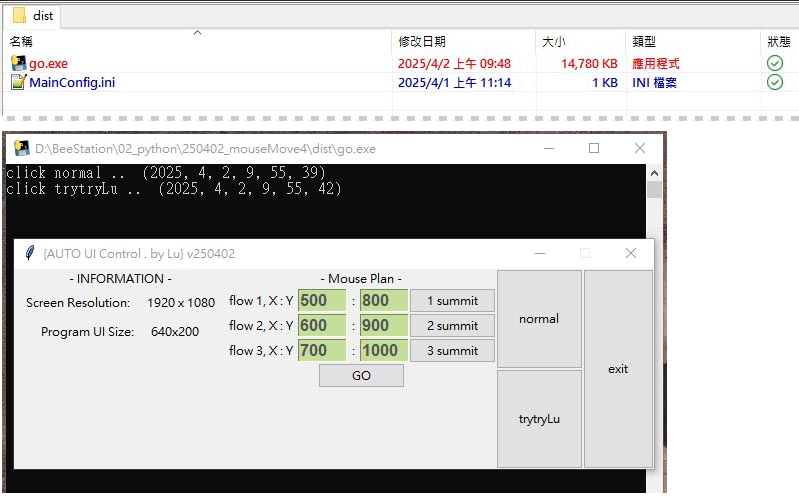 dist
名稱 修改日期 大小 類型 狀態
go.exe 2025/4/2 上午 09:48 14,780 KB 應用程式
MainConfig.ini 2025/4/1 上午 11:14 1 KB INI 檔案
D:\BeeStation\02_python\250402_mouseMove4\dist\go.exe
click normal .. (2025, 4, 2, 9, 55, 39)
click trytryLu .. (2025, 4, 2, 9, 55, 42)
{AUTO UI Control . by Lu} v250402
- INFORMATION - - Mouse Plan -
Screen Resolution: 1920 x 1080 flow 1, X : Y 500 : 800 1 summit
Program UI Size: 640x200 flow 2, X : Y 600 : 900 2 summit
flow 3, X : Y 700 : 1000 3 summit
GO
normal
trytryLu
exit